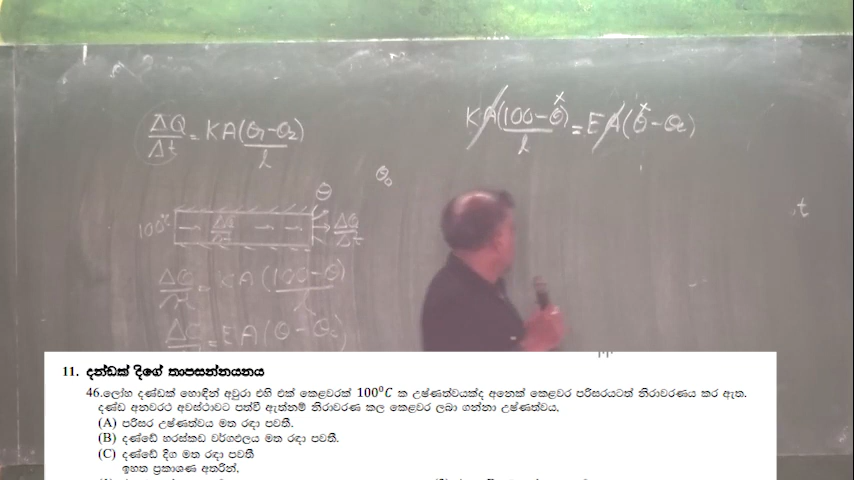 ΔQ/Δt = KA(θ₁-θ₂)/l
KA(100-θ)/l = EA(θ-θ₀)
θ₀
θ
100°c
ΔQ/Δt
ΔQ/Δt
ΔQ/Δt = KA(100-θ)/l
= EA(θ-θ₀)
t
11. දන්ඩක් දිගේ තාපසන්නයනය
46.ලෝහ දණ්ඩක් හොඳින් අවුරා එහි එක් කෙළවරක් 100⁰C ක උෂ්ණත්වයක්ද අනෙක් කෙළවර පරිසරයටත් නිරාවරණය කර ඇත.
දණ්ඩ අනවරථ අවස්ථාවට පත්වී ඇත්නම් නිරාවරණ කල කෙළවර ලබා ගන්නා උෂ්ණත්වය,
(A) පරිසර උෂ්ණත්වය මත රඳා පවතී.
(B) දණ්ඩේ හරස්කඩ වර්ගඵලය මත රඳා පවතී.
(C) දණ්ඩේ දිග මත රඳා පවතී
ඉහත ප්‍රකාශණ අතරින්,